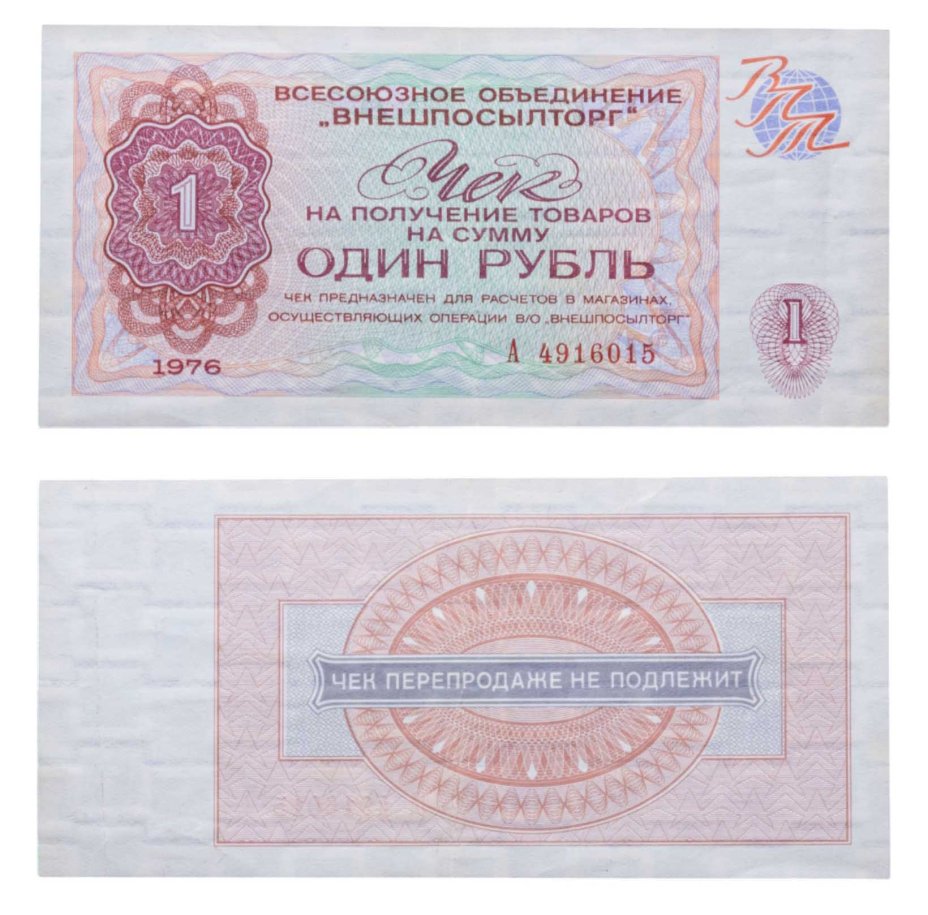 ВСЕСОЮЗНОЕ ОБЪЕДИНЕНИЕ
„ВНЕШПОСЫЛТОРГ“
ВПТ
Чек
НА ПОЛУЧЕНИЕ ТОВАРОВ
НА СУММУ
ОДИН РУБЛЬ
ЧЕК ПРЕДНАЗНАЧЕН ДЛЯ РАСЧЕТОВ В МАГАЗИНАХ,
ОСУЩЕСТВЛЯЮЩИХ ОПЕРАЦИИ В/О „ВНЕШПОСЫЛТОРГ“
А 4916015
1976
1
1
ЧЕК ПЕРЕПРОДАЖЕ НЕ ПОДЛЕЖИТ